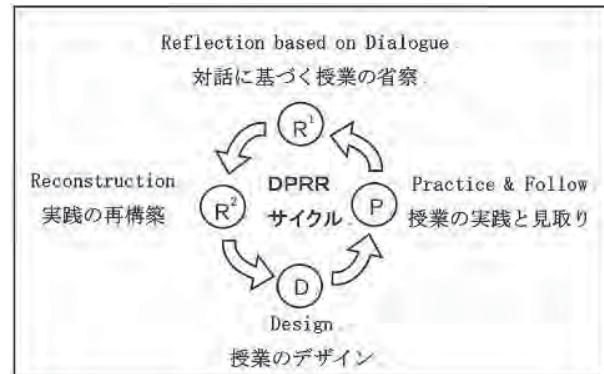 Reflection based on Dialogue
対話に基づく授業の省察
R¹
Reconstruction
実践の再構築
R²
DPRR
サイクル
P
Practice & Follow
授業の実践と見取り
D
Design
授業のデザイン